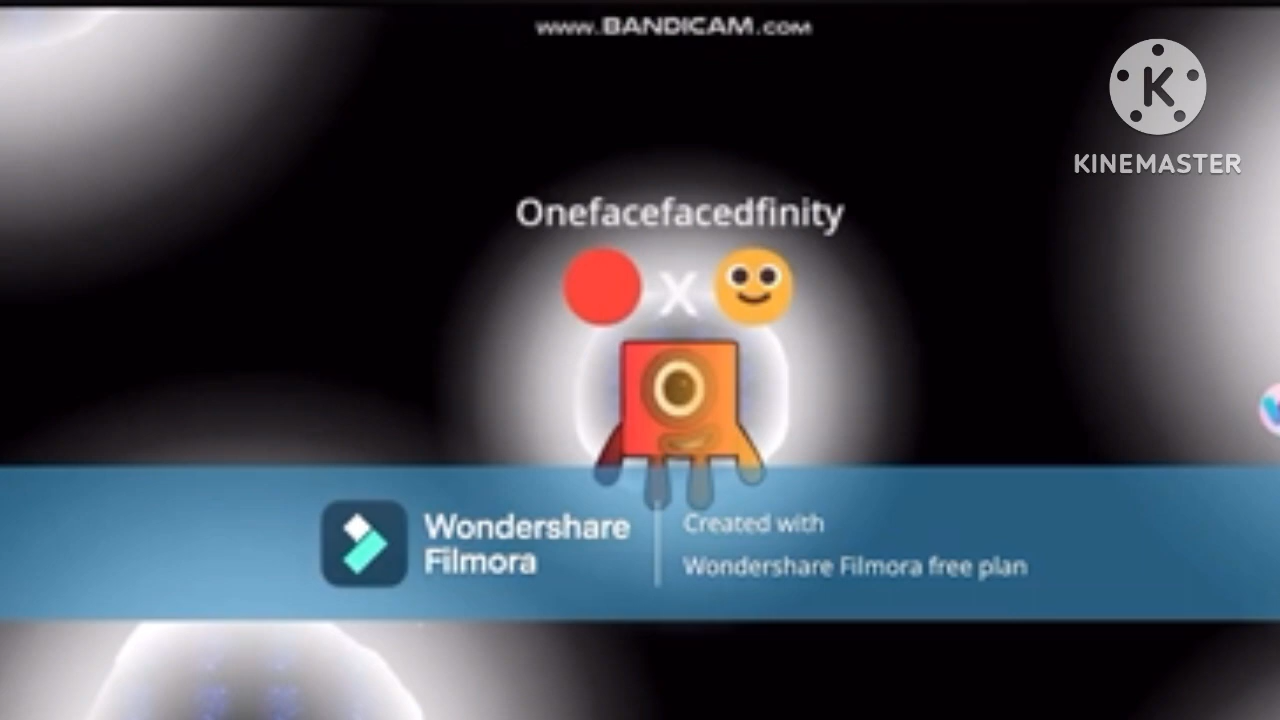 www.BANDICAM.com
K
KINEMASTER
Onefacefacedfinity
X
Wondershare
Filmora
Created with
Wondershare Filmora free plan